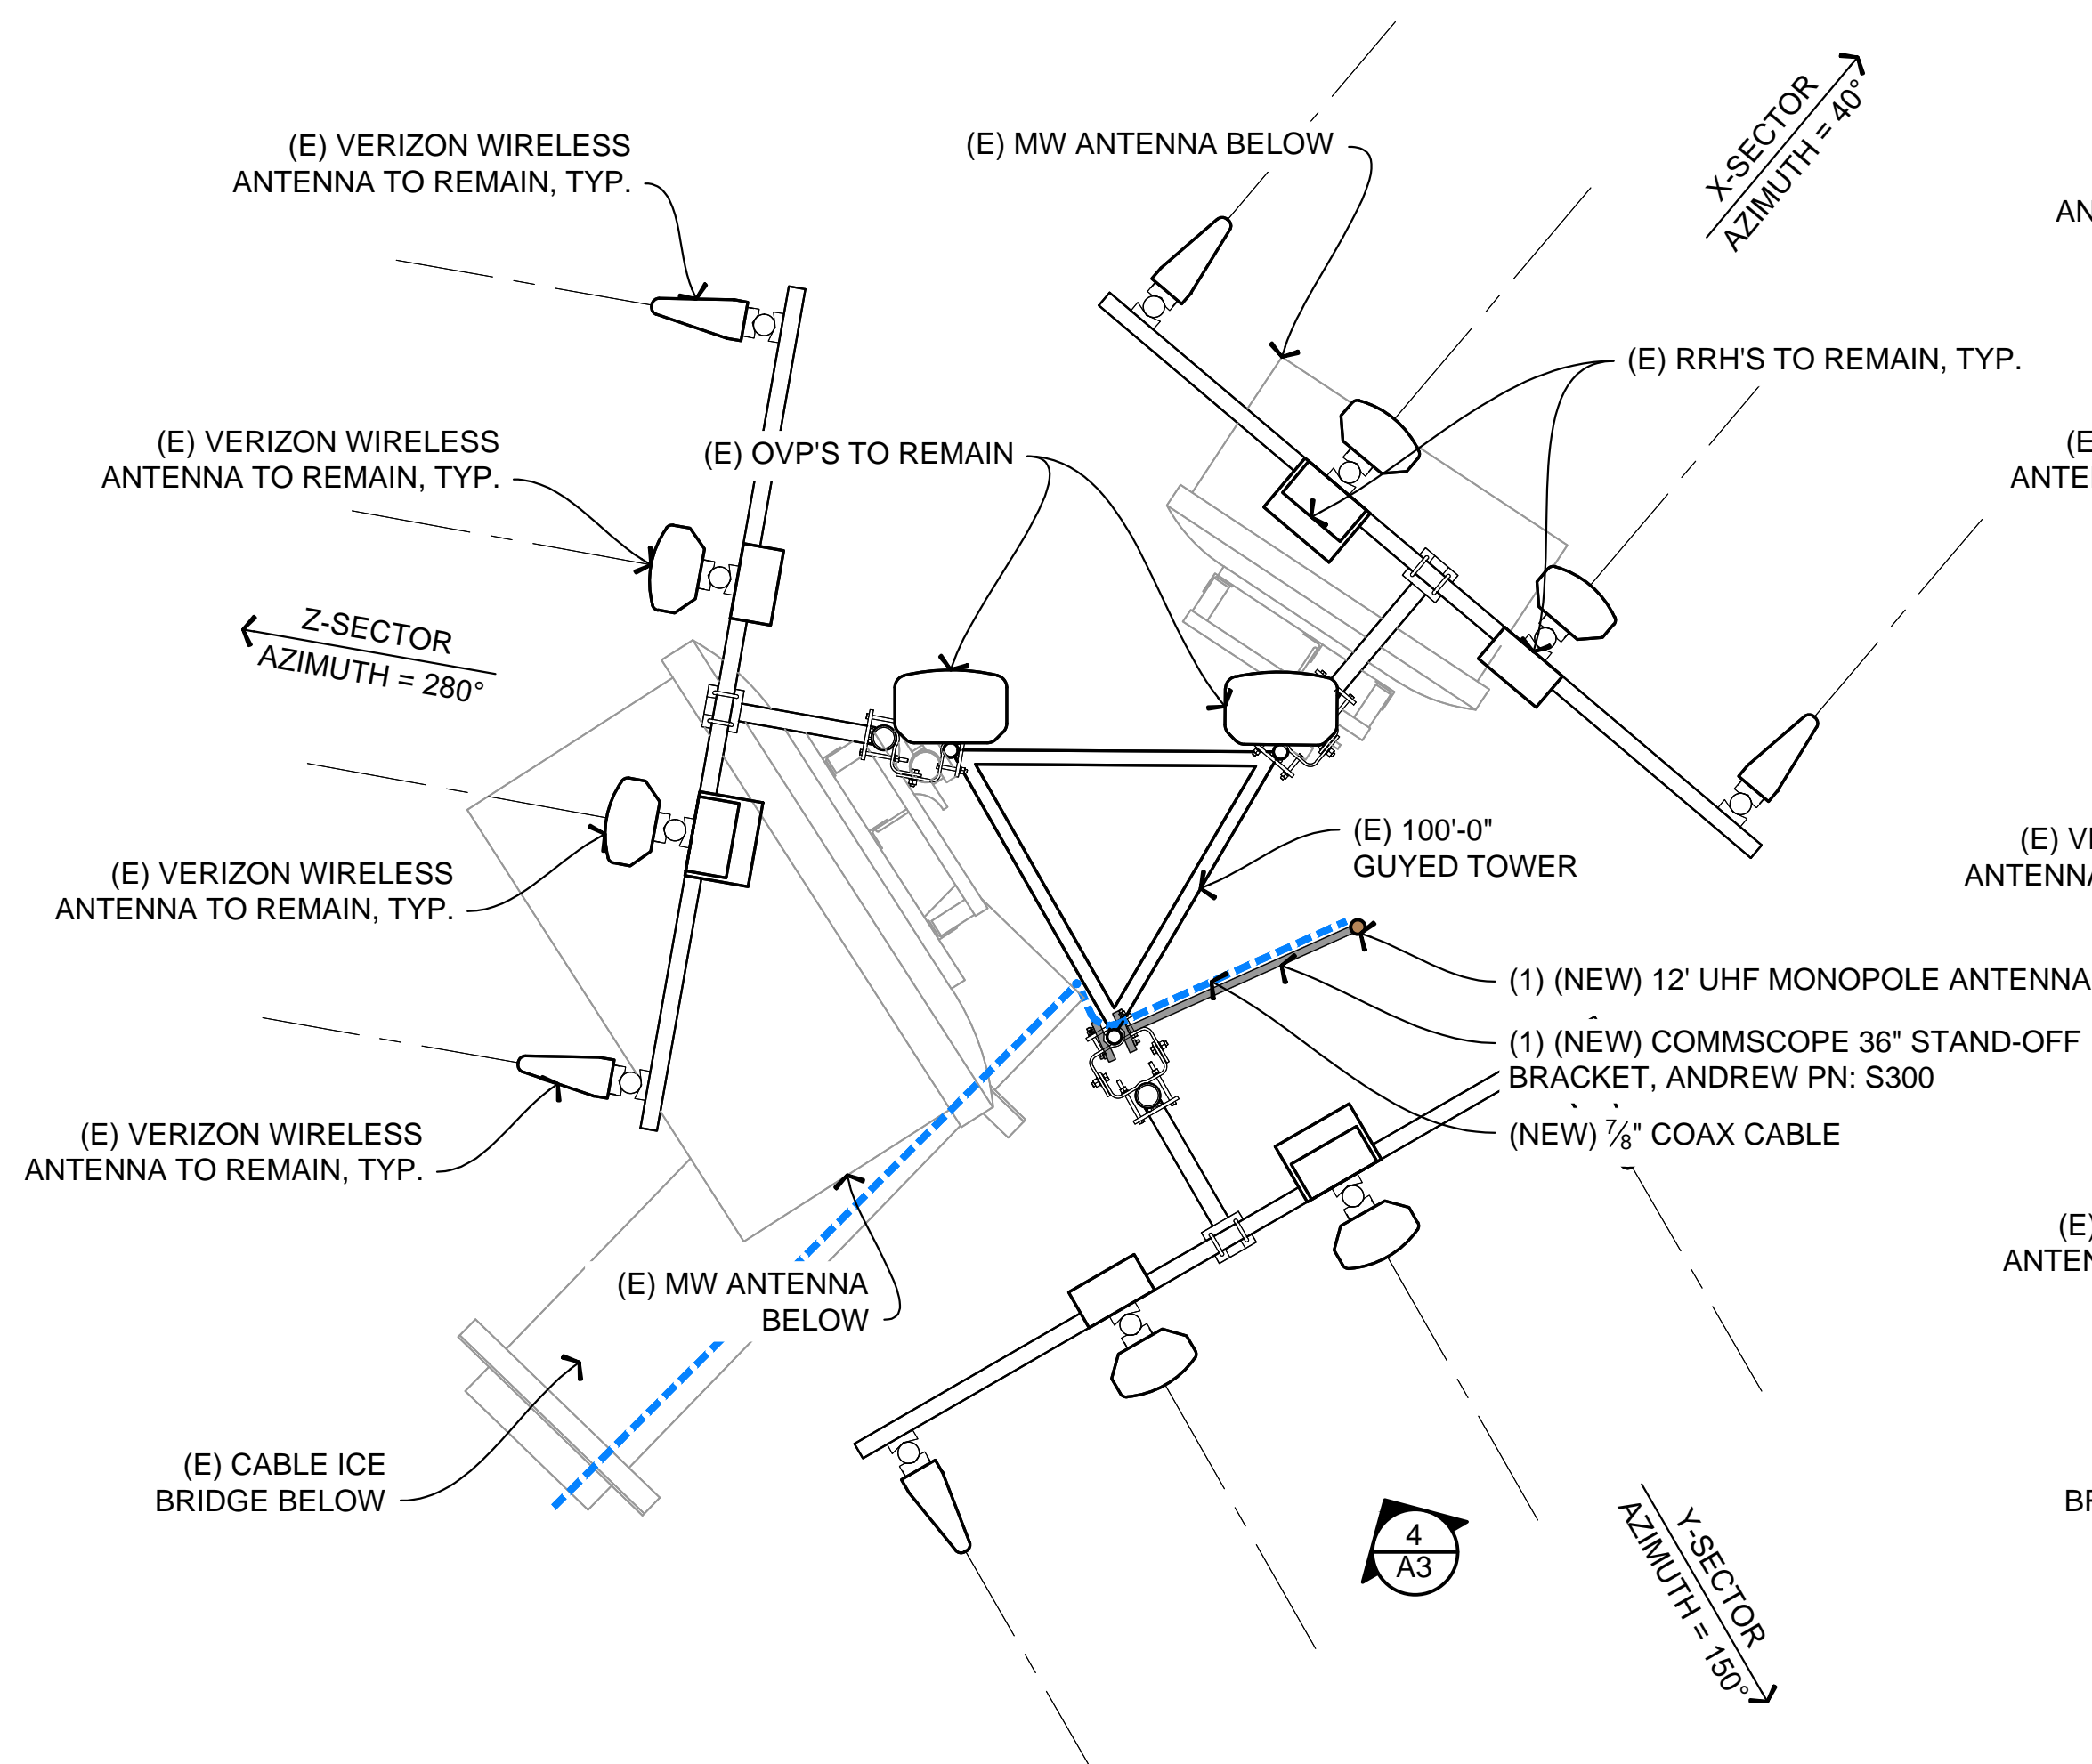 (E) VERIZON WIRELESS
ANTENNA TO REMAIN, TYP.
(E) MW ANTENNA BELOW
X-SECTOR
AZIMUTH = 40°
AN
(E) RRH'S TO REMAIN, TYP.
(E) VERIZON WIRELESS
ANTENNA TO REMAIN, TYP.
(E) OVP'S TO REMAIN
(E
ANTE
Z-SECTOR
AZIMUTH = 280°
(E) 100'-0"
GUYED TOWER
(E) VERIZON WIRELESS
ANTENNA TO REMAIN, TYP.
(E) V
ANTENNA
(1) (NEW) 12' UHF MONOPOLE ANTENNA
(1) (NEW) COMMSCOPE 36" STAND-OFF
BRACKET, ANDREW PN: S300
(NEW) ⅞" COAX CABLE
(E) VERIZON WIRELESS
ANTENNA TO REMAIN, TYP.
(E)
ANTEN
(E) MW ANTENNA
BELOW
(E) CABLE ICE
BRIDGE BELOW
B
4
A3
Y-SECTOR
AZIMUTH = 150°